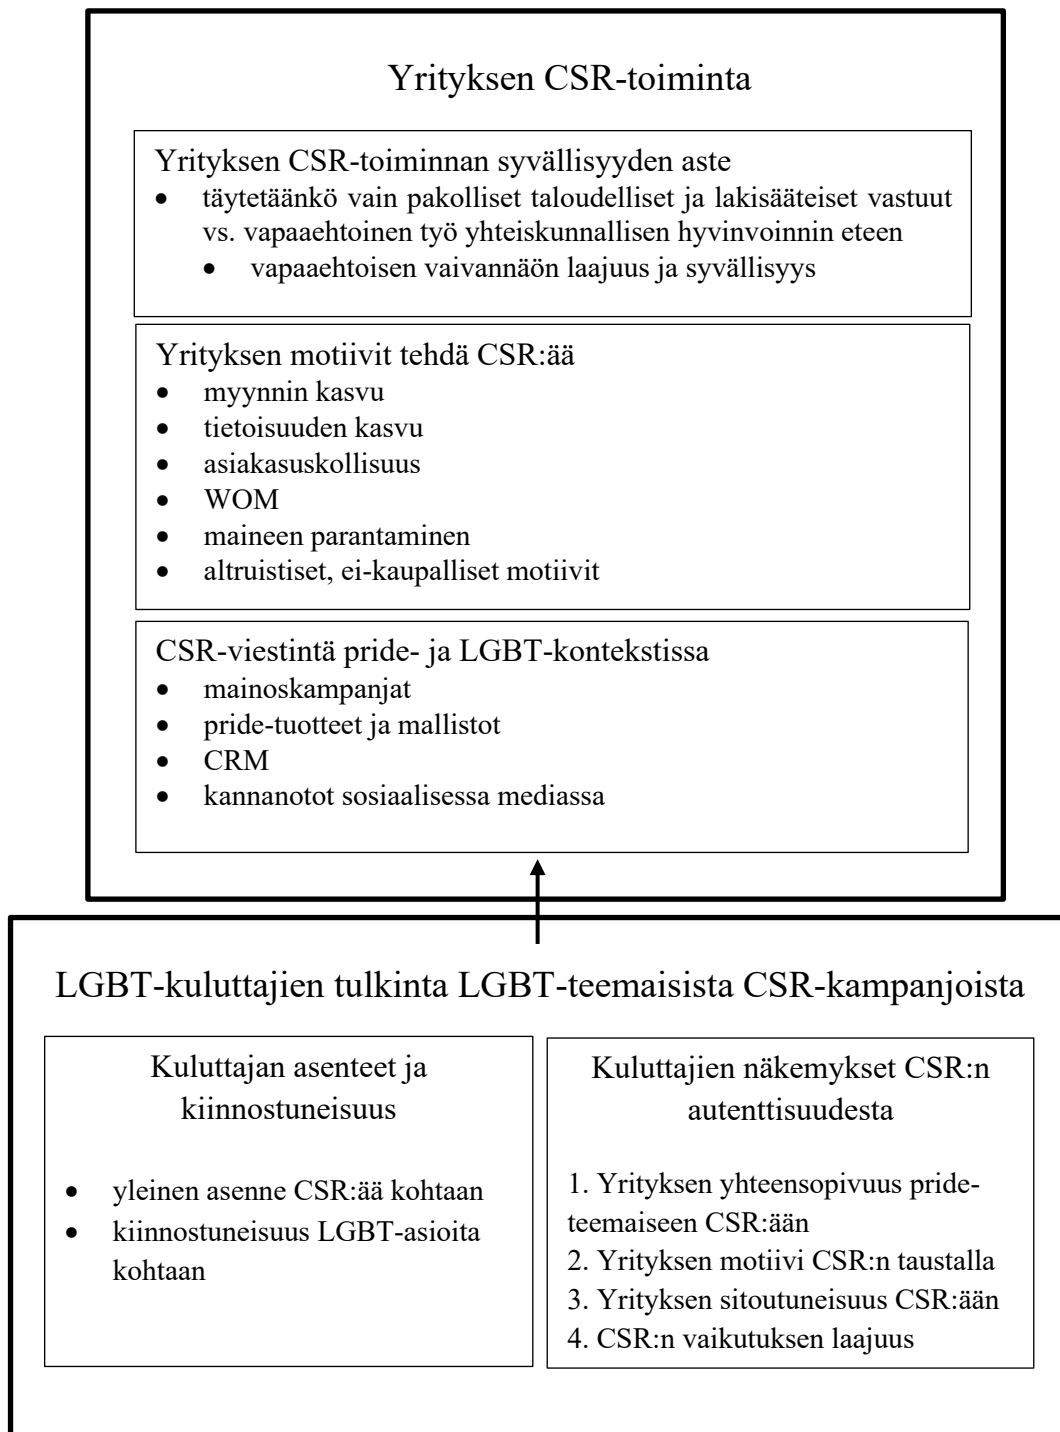 Yrityksen CSR-toiminta
Yrityksen CSR-toiminnan syvällisyyden aste
• täytetäänkö vain pakolliset taloudelliset ja lakisääteiset vastuut
vs. vapaaehtoinen työ yhteiskunnallisen hyvinvoinnin eteen
• vapaaehtoisen vaivannäön laajuus ja syvällisyys
Yrityksen motiivit tehdä CSR:ää
• myynnin kasvu
• tietoisuuden kasvu
• asiakasuskollisuus
• WOM
• maineen parantaminen
• altruistiset, ei-kaupalliset motiivit
CSR-viestintä pride- ja LGBT-kontekstissa
• mainoskampanjat
• pride-tuotteet ja mallistot
• CRM
• kannanotot sosiaalisessa mediassa
LGBT-kuluttajien tulkinta LGBT-teemaisista CSR-kampanjoista
Kuluttajan asenteet ja
kiinnostuneisuus
• yleinen asenne CSR:ää kohtaan
• kiinnostuneisuus LGBT-asioita
kohtaan
Kuluttajien näkemykset CSR:n
autenttisuudesta
1. Yrityksen yhteensopivuus pride-
teemaiseen CSR:ään
2. Yrityksen motiivi CSR:n taustalla
3. Yrityksen sitoutuneisuus CSR:ään
4. CSR:n vaikutuksen laajuus